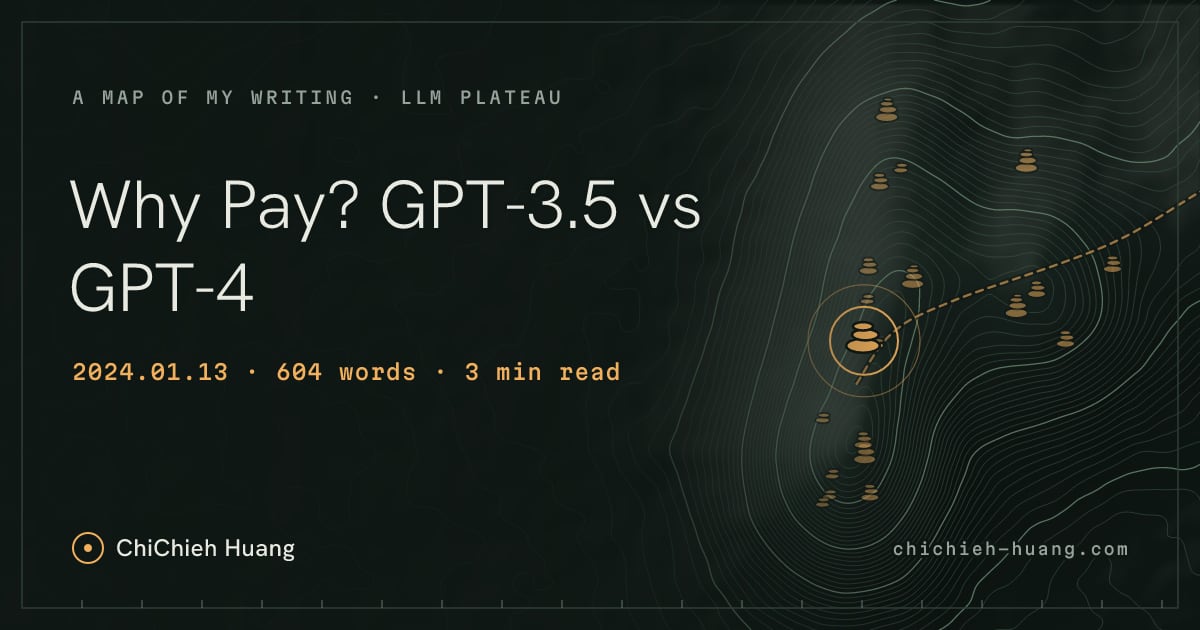 A MAP OF MY WRITING · LLM PLATEAU
Why Pay? GPT-3.5 vs
GPT-4
2024.01.13 · 604 words · 3 min read
ChiChieh Huang
chichieh-huang.com